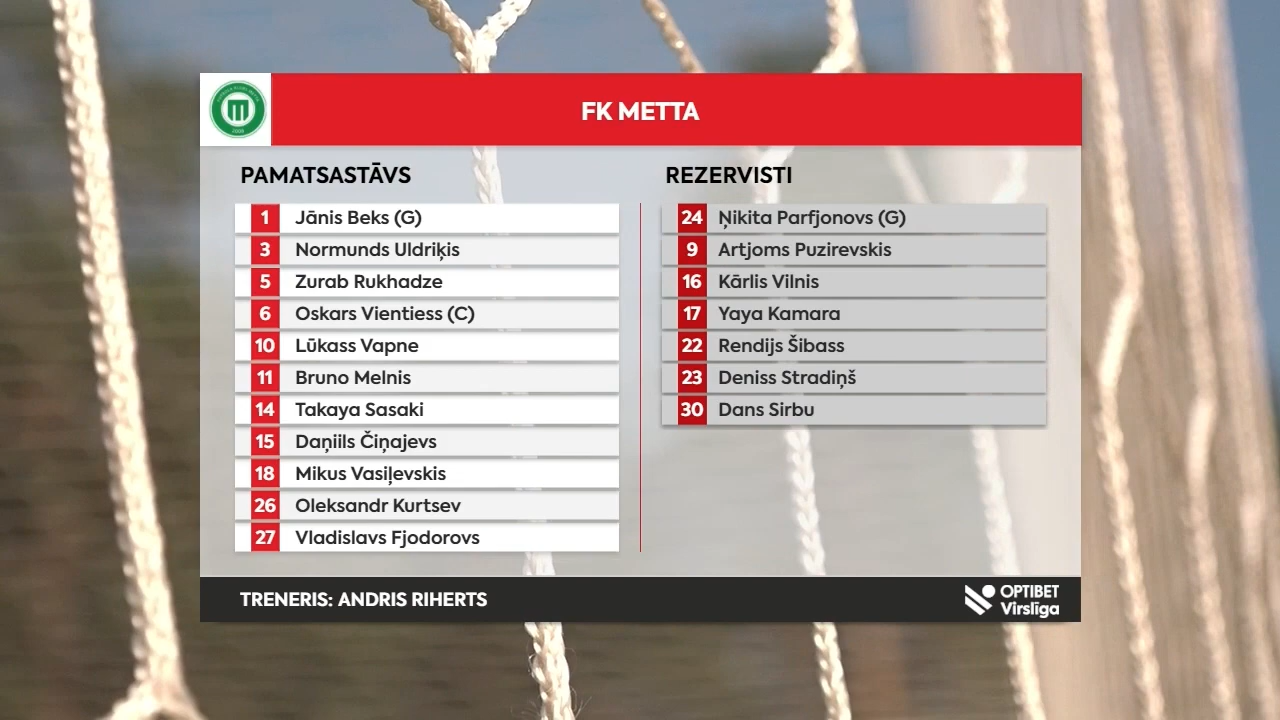 FK METTA
PAMATSASTĀVS
1 Jānis Beks (G)
3 Normunds Uldriķis
5 Zurab Rukhadze
6 Oskars Vientiess (C)
10 Lūkass Vapne
11 Bruno Melnis
14 Takaya Sasaki
15 Daņiils Čiņajevs
18 Mikus Vasiļevskis
26 Oleksandr Kurtsev
27 Vladislavs Fjodorovs
REZERVISTI
24 Ņikita Parfjonovs (G)
9 Artjoms Puzirevskis
16 Kārlis Vilnis
17 Yaya Kamara
22 Rendijs Šibass
23 Deniss Stradiņš
30 Dans Sirbu
TRENERIS: ANDRIS RIHERTS
OPTIBET
Virslīga